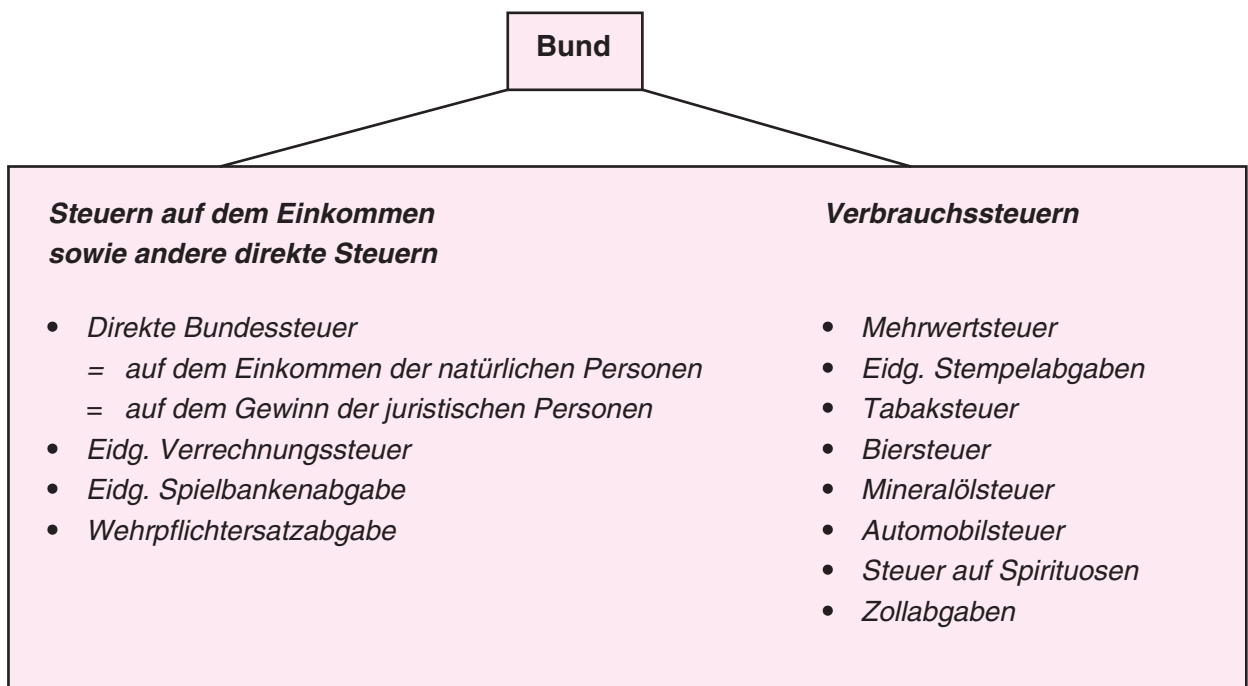 Bund
Steuern auf dem Einkommen
sowie andere direkte Steuern
• Direkte Bundessteuer
= auf dem Einkommen der natürlichen Personen
= auf dem Gewinn der juristischen Personen
• Eidg. Verrechnungssteuer
• Eidg. Spielbankenabgabe
• Wehrpflichtersatzabgabe
Verbrauchssteuern
• Mehrwertsteuer
• Eidg. Stempelabgaben
• Tabaksteuer
• Biersteuer
• Mineralölsteuer
• Automobilsteuer
• Steuer auf Spirituosen
• Zollabgaben